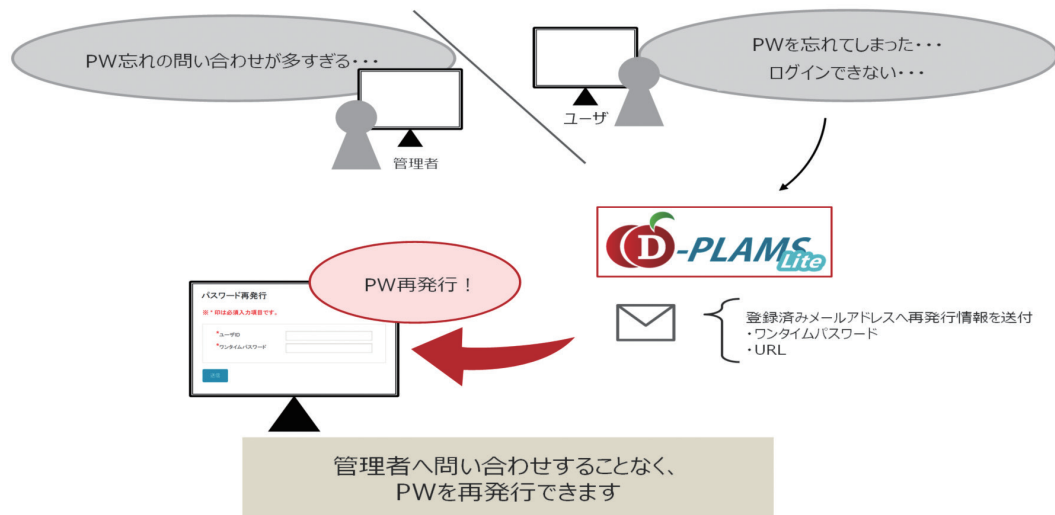 PW忘れの問い合わせが多すぎる・・・
管理者
PWを忘れてしまった・・・
ログインできない・・・
ユーザ
D-PLAMS
Lite
PW再発行！
パスワード再発行
※ * 印は必須入力項目です。
*ユーザID
*ワンタイムパスワード
登録済みメールアドレスへ再発行情報を送付
・ワンタイムパスワード
・URL
管理者へ問い合わせすることなく、
PWを再発行できます